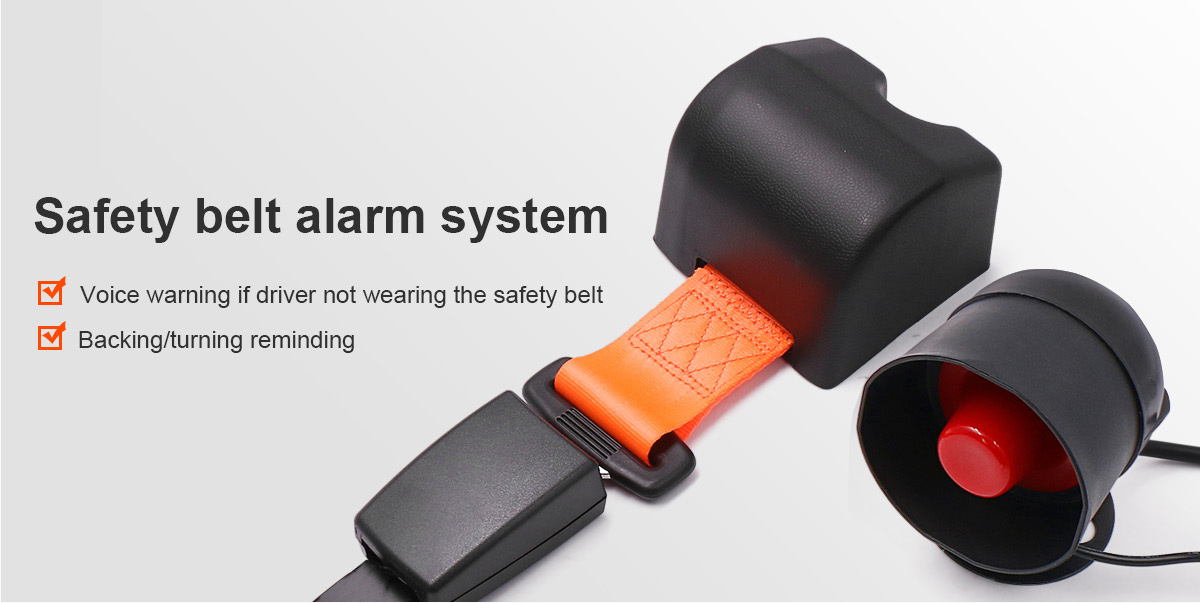 Safety belt alarm system
Voice warning if driver not wearing the safety belt
Backing/turning reminding